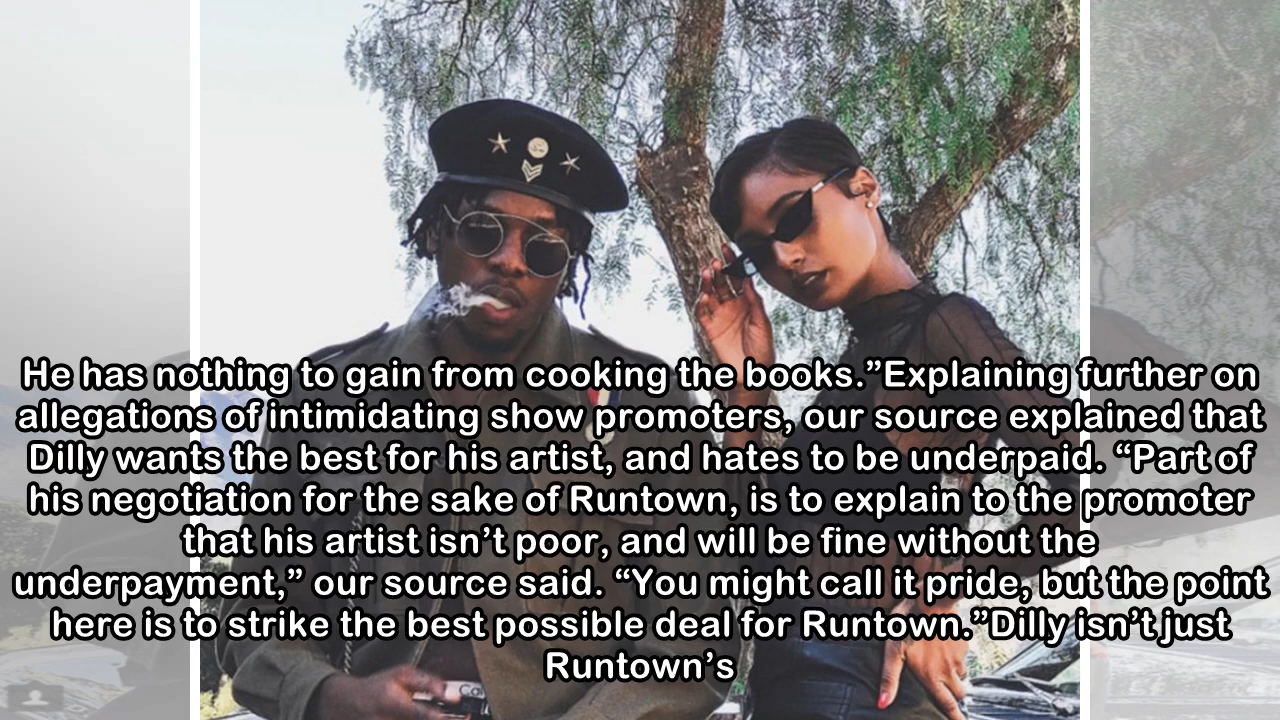 He has nothing to gain from cooking the books.”Explaining further on
allegations of intimidating show promoters, our source explained that
Dilly wants the best for his artist, and hates to be underpaid. “Part of
his negotiation for the sake of Runtown, is to explain to the promoter
that his artist isn’t poor, and will be fine without the
underpayment,” our source said. “You might call it pride, but the point
here is to strike the best possible deal for Runtown.”Dilly isn’t just
Runtown’s